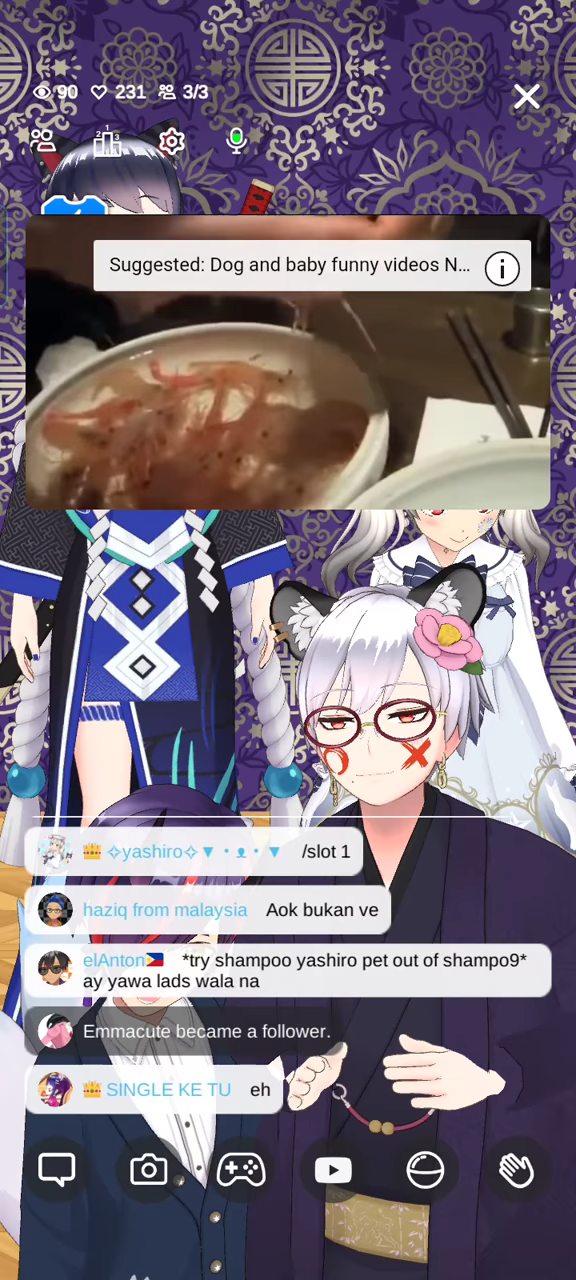 90 231 3/3
Suggested: Dog and baby funny videos N...
👑 ✧yashiro✧▼・ᴥ・▼ /slot 1
haziq from malaysia Aok bukan ve
elAnton🇵🇭 *try shampoo yashiro pet out of shampo9*
ay yawa lads wala na
Emmacute became a follower.
👑 SINGLE KE TU eh